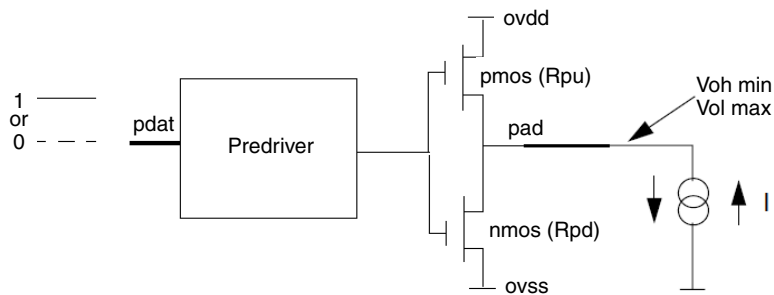 ovdd
pmos (Rpu)
Voh min
Vol max
1
or
0
pdat
Predriver
pad
I
nmos (Rpd)
ovss